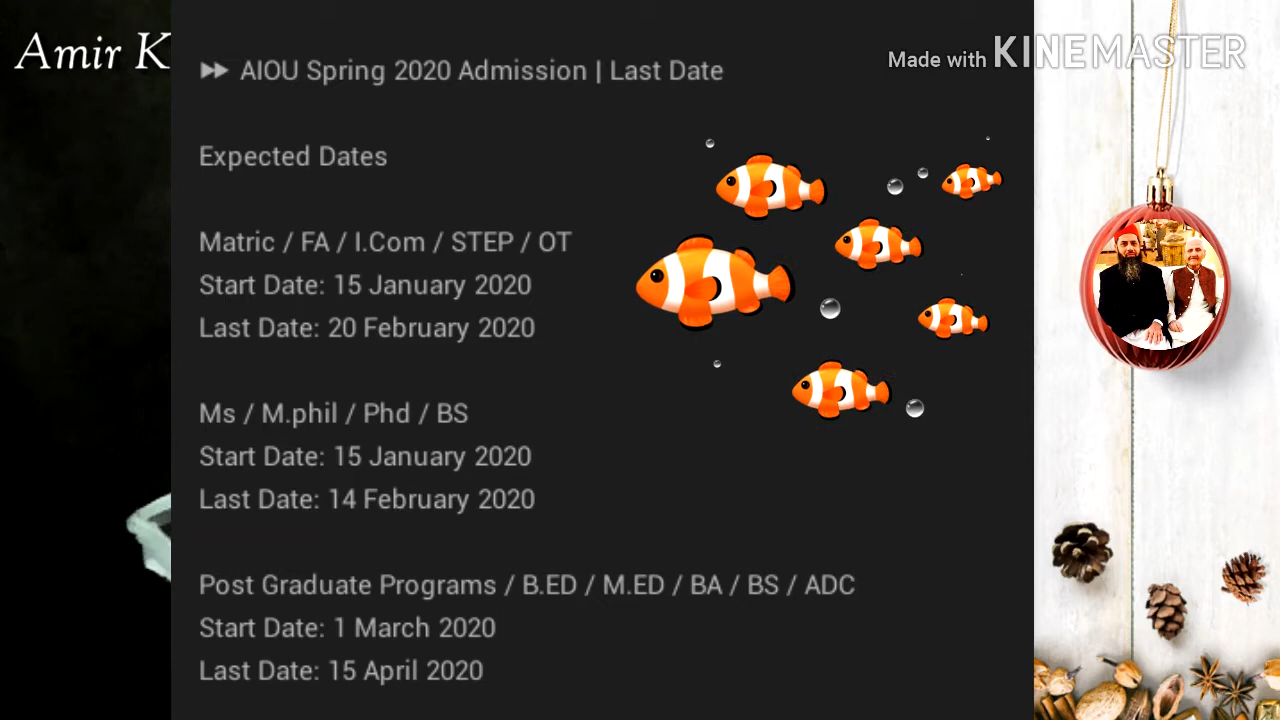 Amir K
Made with KINEMASTER
AIOU Spring 2020 Admission | Last Date
Expected Dates
Matric / FA / I.Com / STEP / OT
Start Date: 15 January 2020
Last Date: 20 February 2020
Ms / M.phil / Phd / BS
Start Date: 15 January 2020
Last Date: 14 February 2020
Post Graduate Programs / B.ED / M.ED / BA / BS / ADC
Start Date: 1 March 2020
Last Date: 15 April 2020